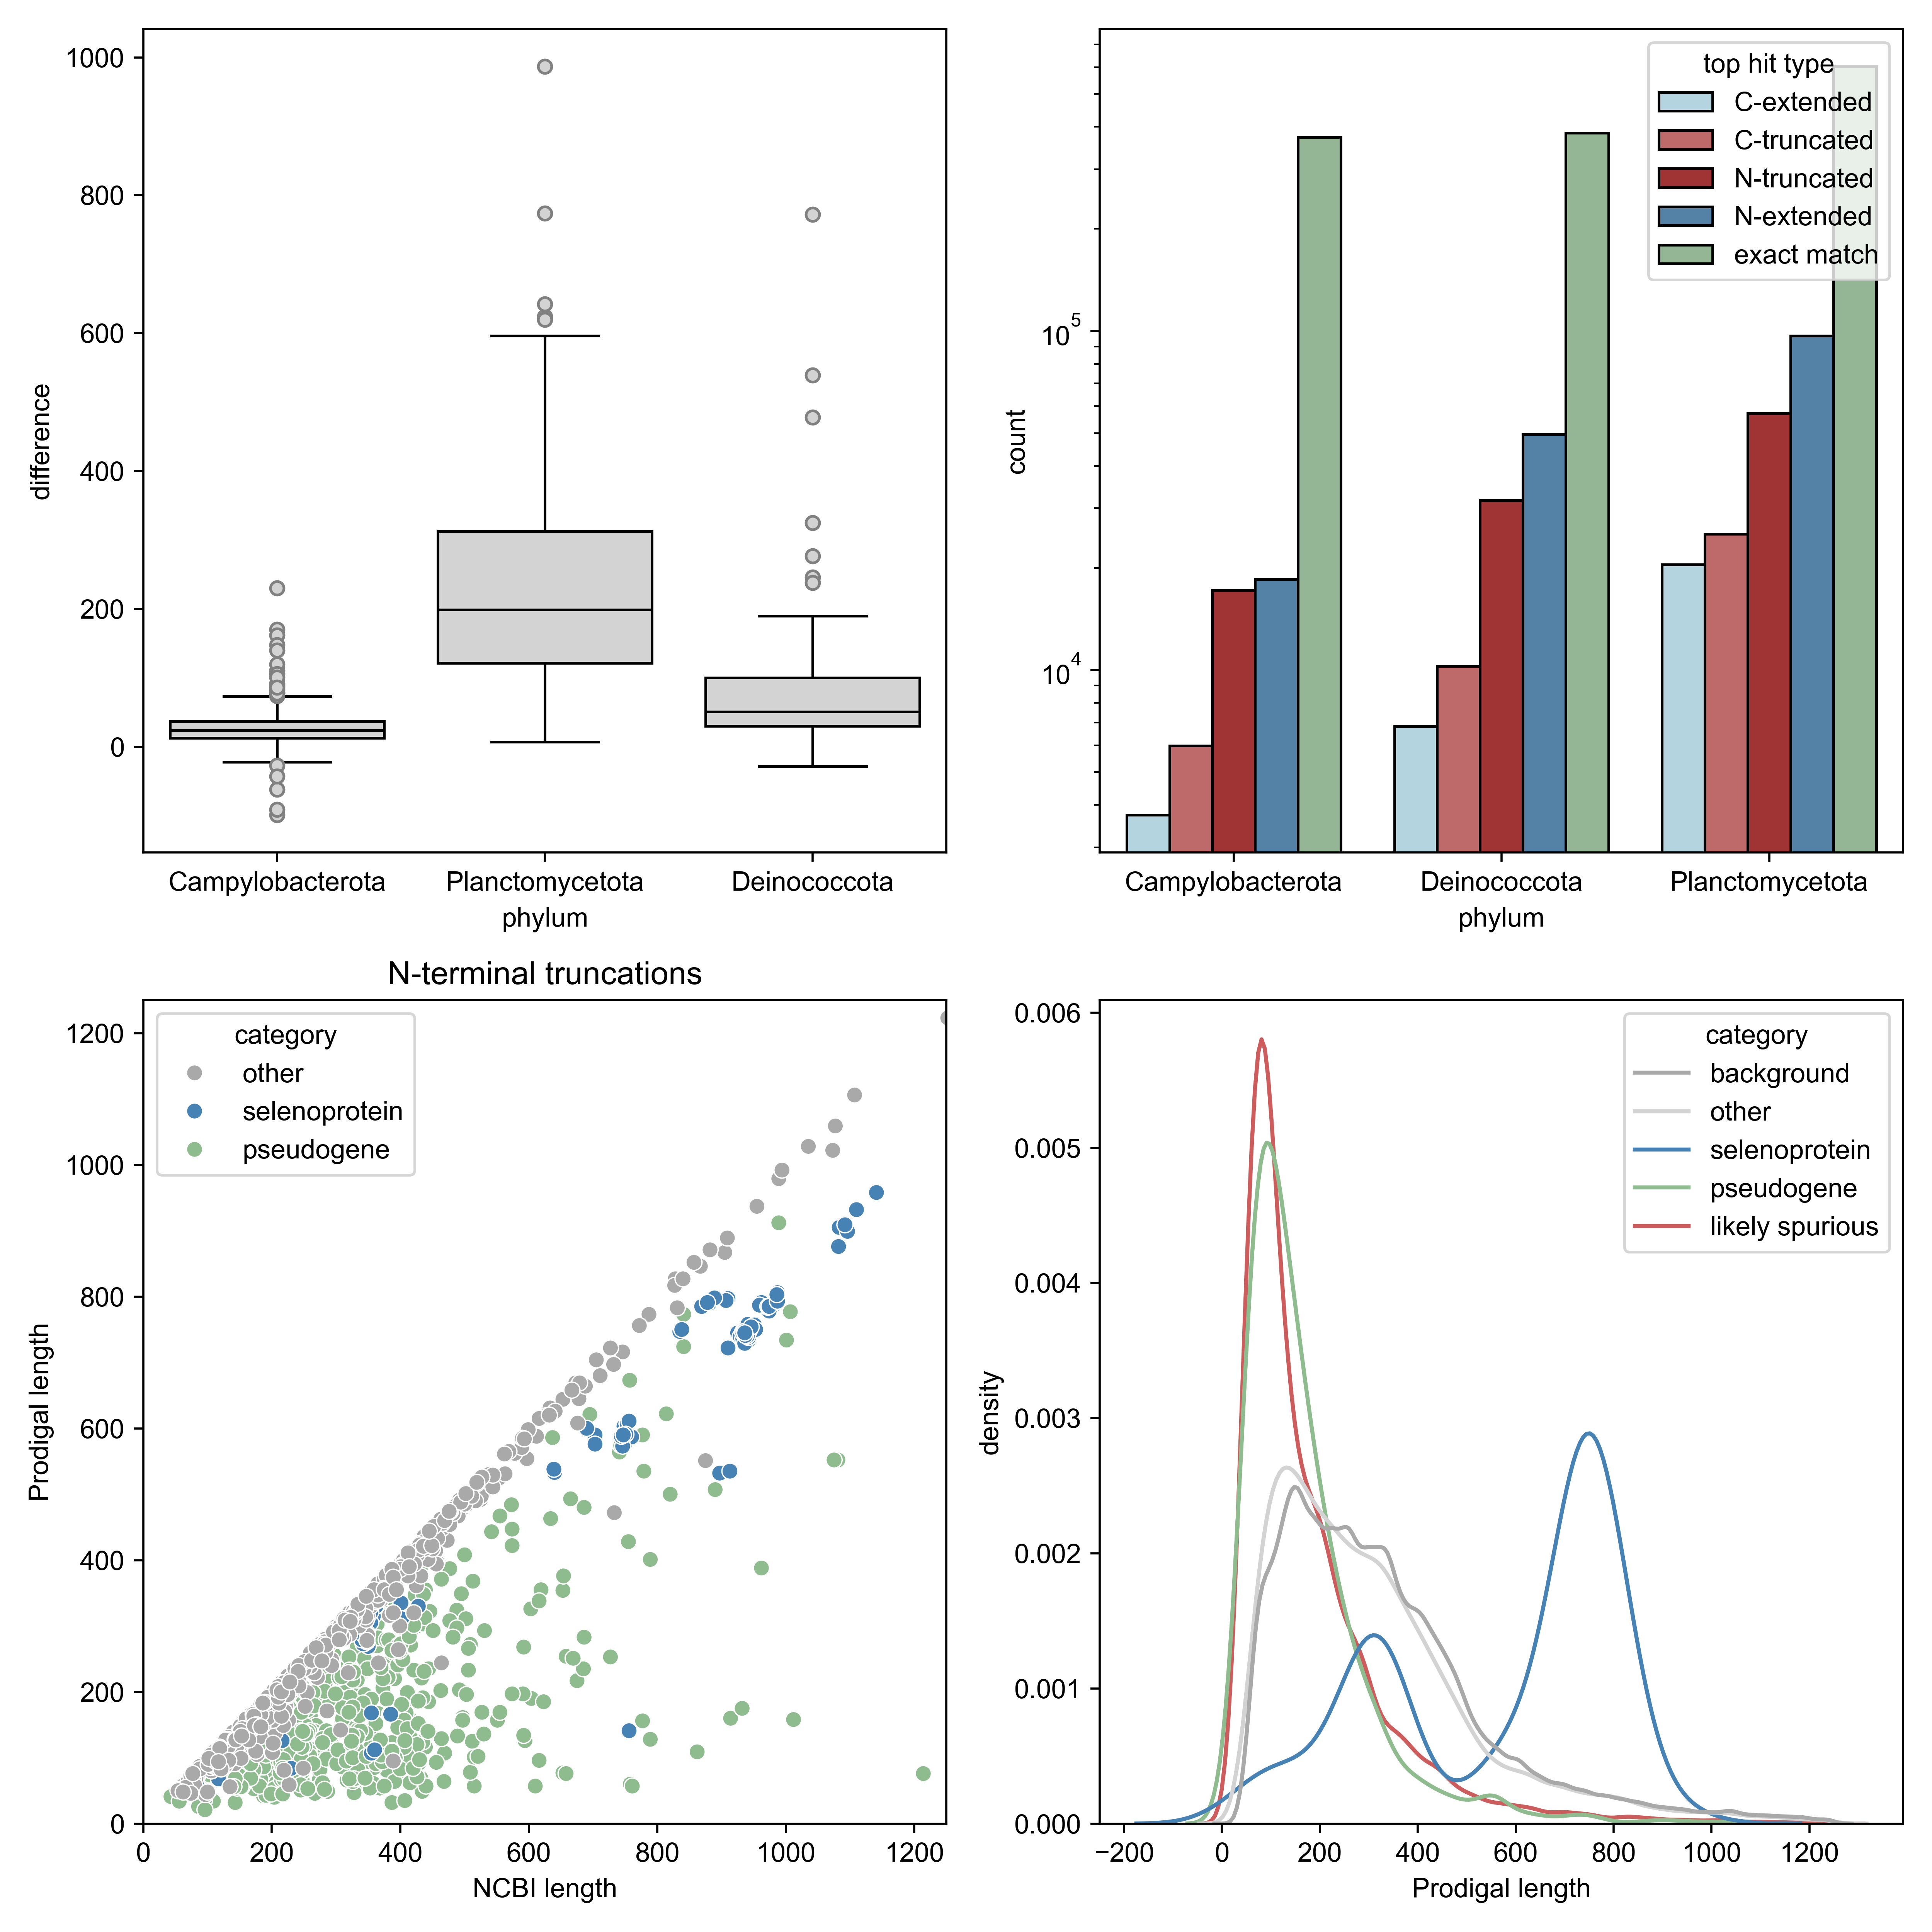 1000
800
600
400
200
0
difference
Campylobacterota
Planctomycetota
Deinococcota
phylum
top hit type
C-extended
C-truncated
N-truncated
N-extended
exact match
10^5
10^4
count
Campylobacterota
Deinococcota
Planctomycetota
phylum
N-terminal truncations
category
other
selenoprotein
pseudogene
1200
1000
800
600
400
200
0
Prodigal length
0
200
400
600
800
1000
1200
NCBI length
category
background
other
selenoprotein
pseudogene
likely spurious
0.006
0.005
0.004
0.003
0.002
0.001
0.000
density
−200
0
200
400
600
800
1000
1200
Prodigal length